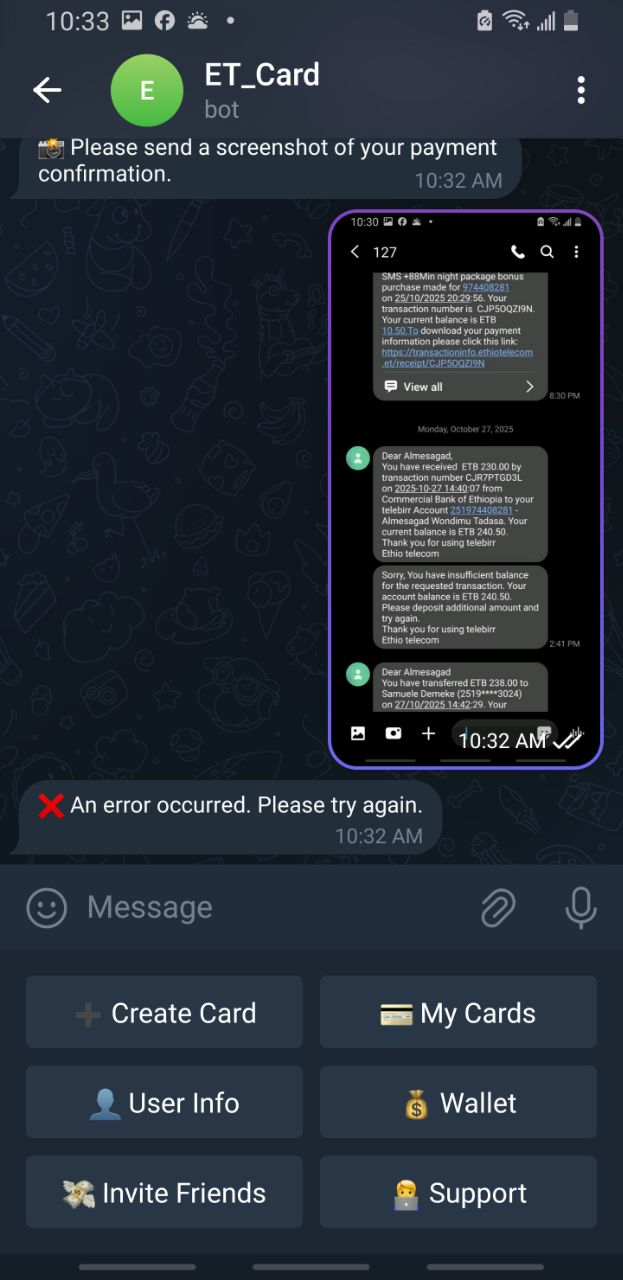 10:33
E
ET_Card
bot
📸 Please send a screenshot of your payment
confirmation.
10:32 AM
10:30
127
SMS +88Min night package bonus
purchase made for 974408281
on 25/10/2025 20:29:56. Your
transaction number is CJP5OQZI9N.
Your current balance is ETB
10.50.To download your payment
information please click this link:
https://transactioninfo.ethiotelecom
.et/receipt/CJP5OQZI9N
View all
8:30 PM
Monday, October 27, 2025
Dear Almesagad,
You have received ETB 230.00 by
transaction number CJR7PTGD3L
on 2025-10-27 14:40:07 from
Commercial Bank of Ethiopia to your
telebirr Account 251974408281 -
Almesagad Wondimu Tadasa. Your
current balance is ETB 240.50.
Thank you for using telebirr
Ethio telecom
Sorry, You have insufficient balance
for the requested transaction. Your
account balance is ETB 240.50.
Please deposit additional amount and
try again.
Thank you for using telebirr
Ethio telecom
2:41 PM
Dear Almesagad
You have transferred ETB 238.00 to
Samuele Demeke (2519****3024)
on 27/10/2025 14:42:29. Your
10:32 AM
❌ An error occurred. Please try again.
10:32 AM
Message
➕ Create Card
💳 My Cards
👤 User Info
💰 Wallet
💸 Invite Friends
🧑‍💻 Support